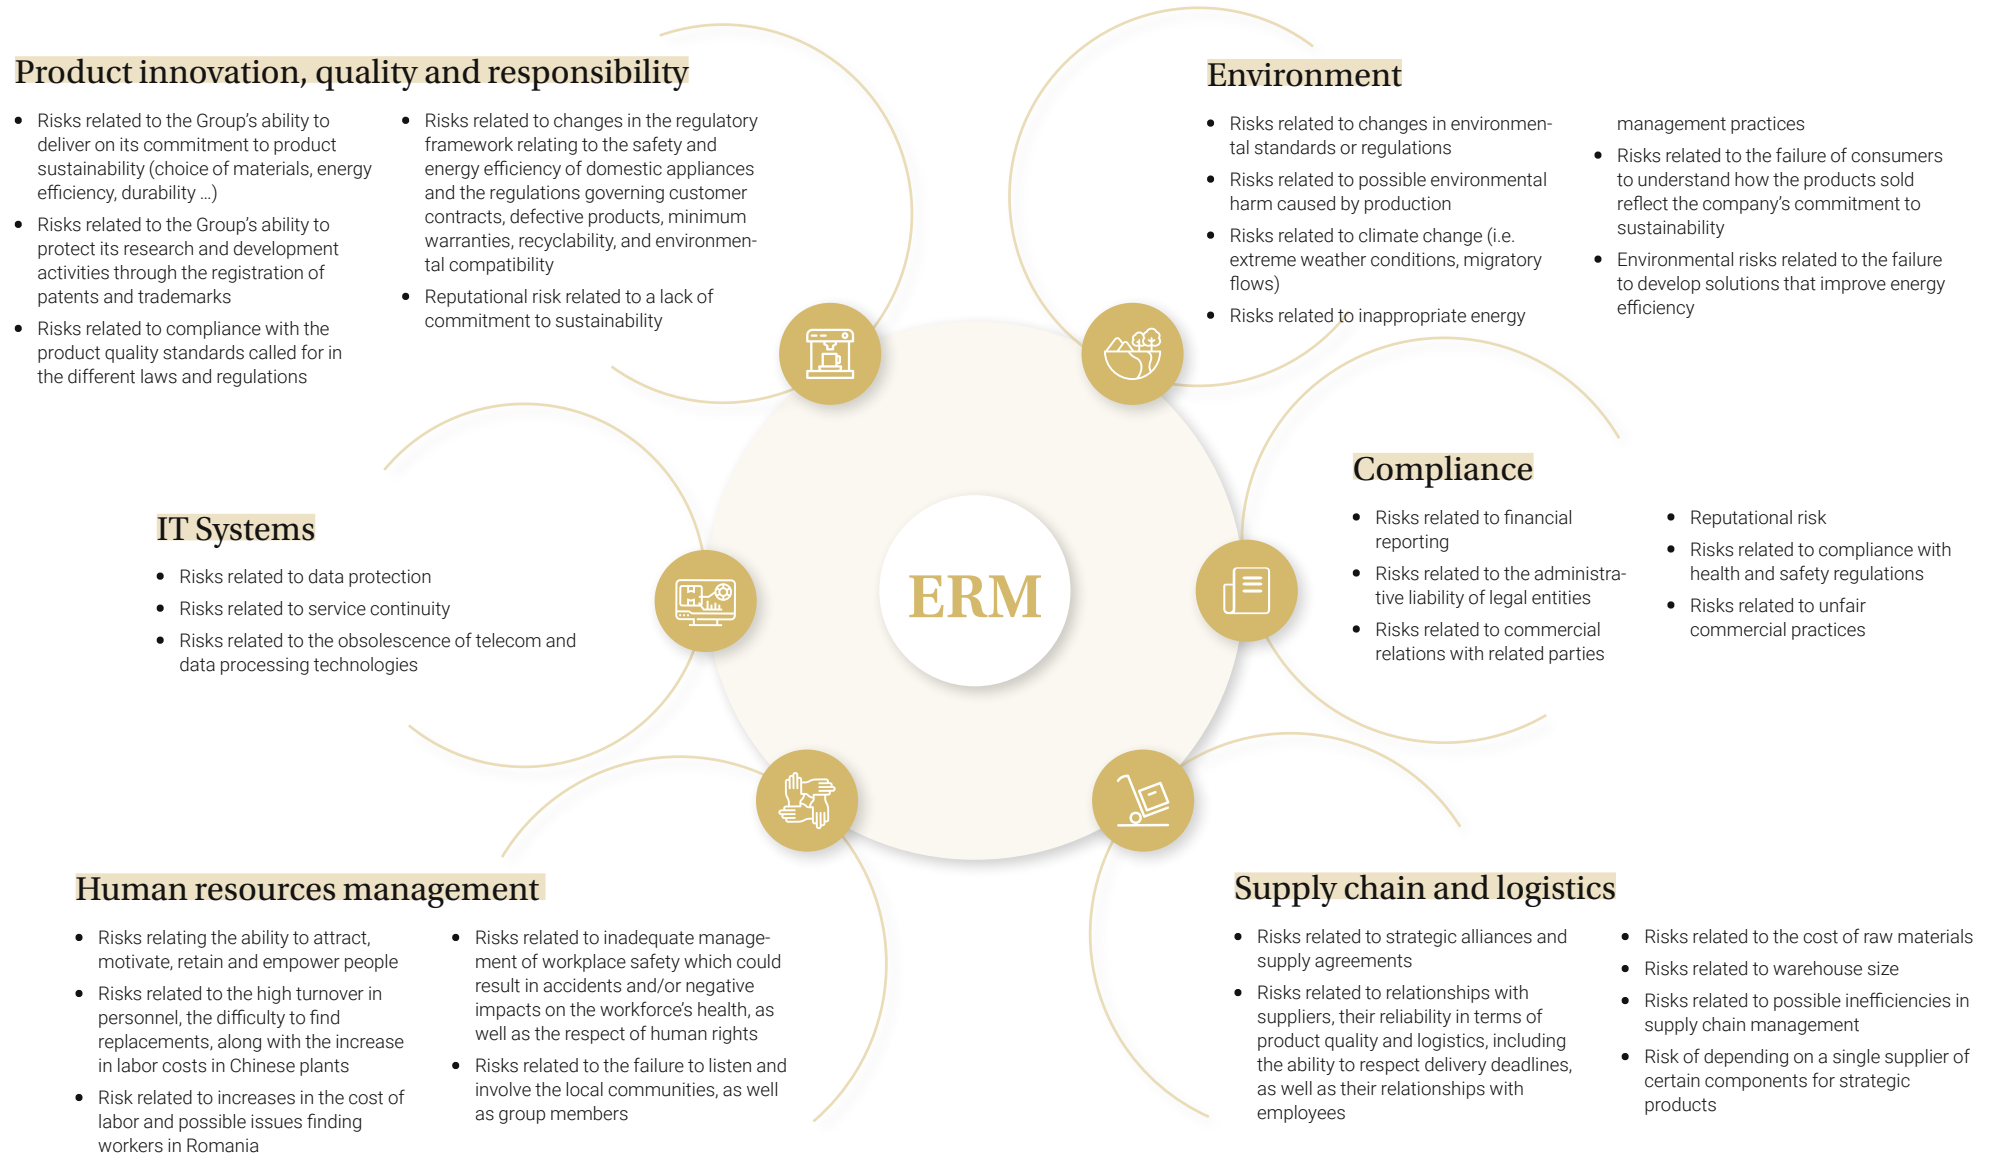 Product innovation, quality and responsibility
• Risks related to the Group's ability to
deliver on its commitment to product
sustainability (choice of materials, energy
efficiency, durability ...)
• Risks related to the Group's ability to
protect its research and development
activities through the registration of
patents and trademarks
• Risks related to compliance with the
product quality standards called for in
the different laws and regulations
• Risks related to changes in the regulatory
framework relating to the safety and
energy efficiency of domestic appliances
and the regulations governing customer
contracts, defective products, minimum
warranties, recyclability, and environmen-
tal compatibility
• Reputational risk related to a lack of
commitment to sustainability
Environment
• Risks related to changes in environmen-
tal standards or regulations
• Risks related to possible environmental
harm caused by production
• Risks related to climate change (i.e.
extreme weather conditions, migratory
flows)
• Risks related to inappropriate energy
management practices
• Risks related to the failure of consumers
to understand how the products sold
reflect the company's commitment to
sustainability
• Environmental risks related to the failure
to develop solutions that improve energy
efficiency
IT Systems
• Risks related to data protection
• Risks related to service continuity
• Risks related to the obsolescence of telecom and
data processing technologies
ERM
Compliance
• Risks related to financial
reporting
• Risks related to the administra-
tive liability of legal entities
• Risks related to commercial
relations with related parties
• Reputational risk
• Risks related to compliance with
health and safety regulations
• Risks related to unfair
commercial practices
Human resources management
• Risks relating the ability to attract,
motivate, retain and empower people
• Risks related to the high turnover in
personnel, the difficulty to find
replacements, along with the increase
in labor costs in Chinese plants
• Risk related to increases in the cost of
labor and possible issues finding
workers in Romania
• Risks related to inadequate manage-
ment of workplace safety which could
result in accidents and/or negative
impacts on the workforce's health, as
well as the respect of human rights
• Risks related to the failure to listen and
involve the local communities, as well
as group members
Supply chain and logistics
• Risks related to strategic alliances and
supply agreements
• Risks related to relationships with
suppliers, their reliability in terms of
product quality and logistics, including
the ability to respect delivery deadlines,
as well as their relationships with
employees
• Risks related to the cost of raw materials
• Risks related to warehouse size
• Risks related to possible inefficiencies in
supply chain management
• Risk of depending on a single supplier of
certain components for strategic
products